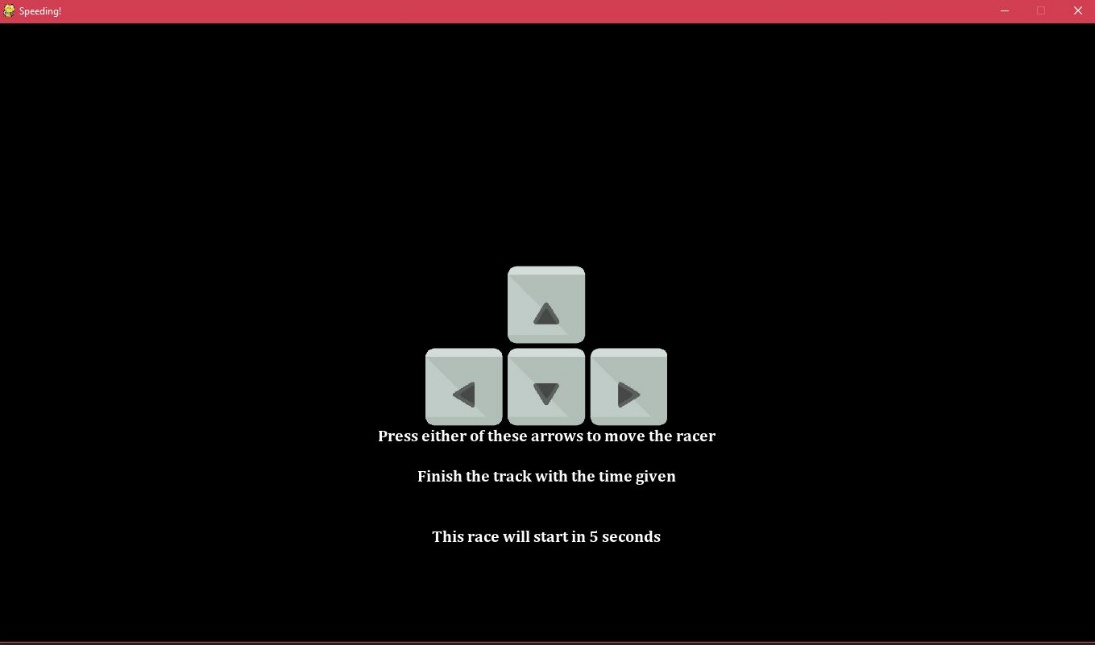 Speeding!
Press either of these arrows to move the racer
Finish the track with the time given
This race will start in 5 seconds